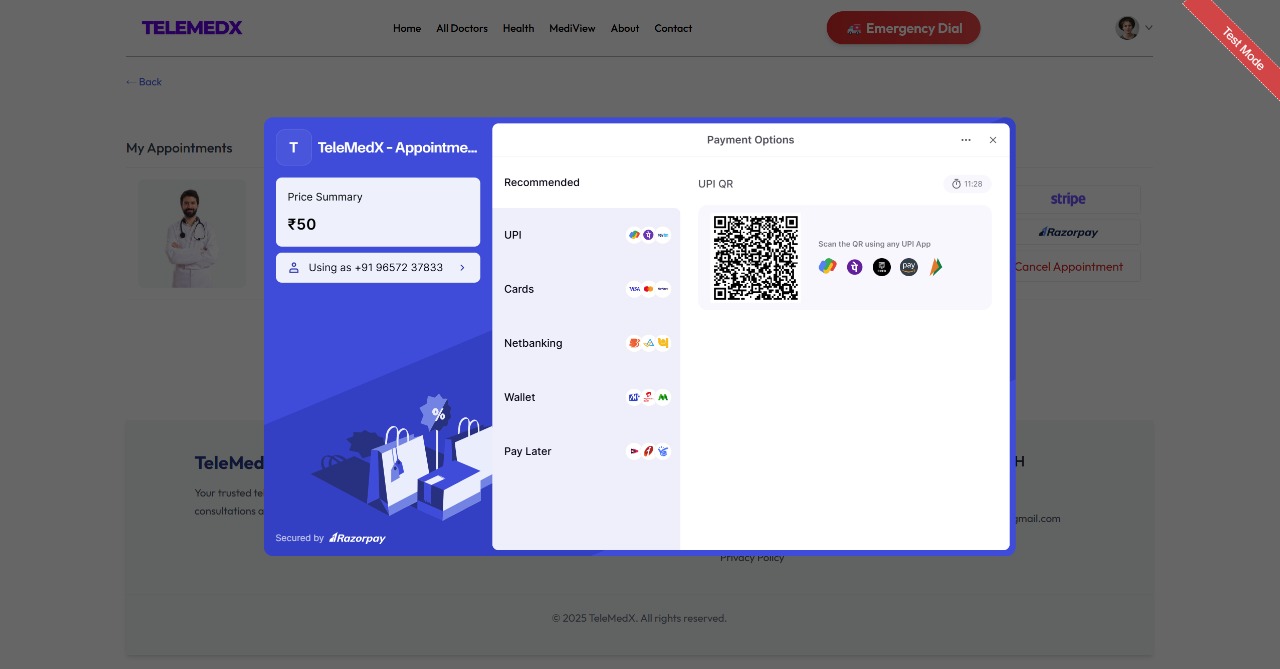 TELEMEDX
Home
All Doctors
Health
MediView
About
Contact
Emergency Dial
Test Mode
← Back
My Appointments
T
TeleMedX - Appointme...
Price Summary
₹50
Using as +91 96572 37833
Secured by Razorpay
Payment Options
Recommended
UPI
Cards
Netbanking
Wallet
Pay Later
UPI QR
11:28
Scan the QR using any UPI App
%
stripe
Razorpay
Cancel Appointment
TeleMed
Your trusted te
consultations a
H
gmail.com
Privacy Policy
© 2025 TeleMedX. All rights reserved.